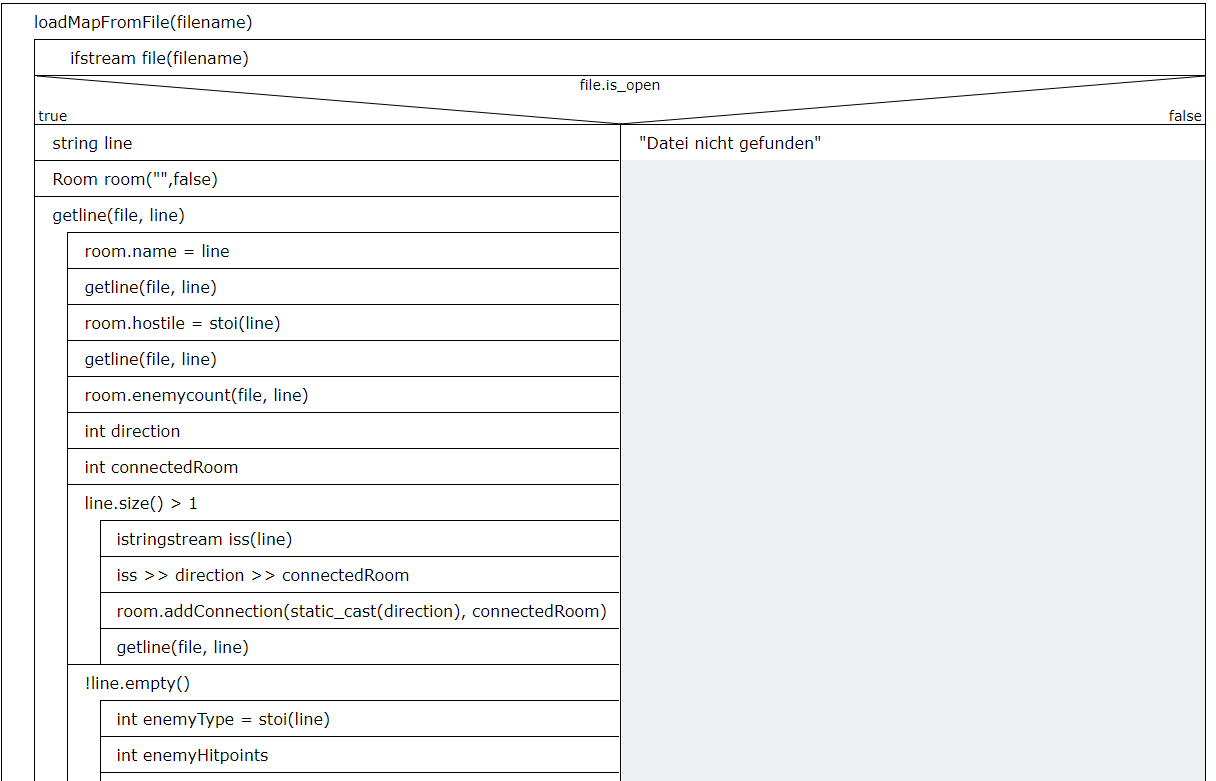 loadMapFromFile(filename)
ifstream file(filename)
file.is_open
true
false
string line
"Datei nicht gefunden"
Room room("",false)
getline(file, line)
room.name = line
getline(file, line)
room.hostile = stoi(line)
getline(file, line)
room.enemycount(file, line)
int direction
int connectedRoom
line.size() > 1
istringstream iss(line)
iss >> direction >> connectedRoom
room.addConnection(static_cast(direction), connectedRoom)
getline(file, line)
!line.empty()
int enemyType = stoi(line)
int enemyHitpoints